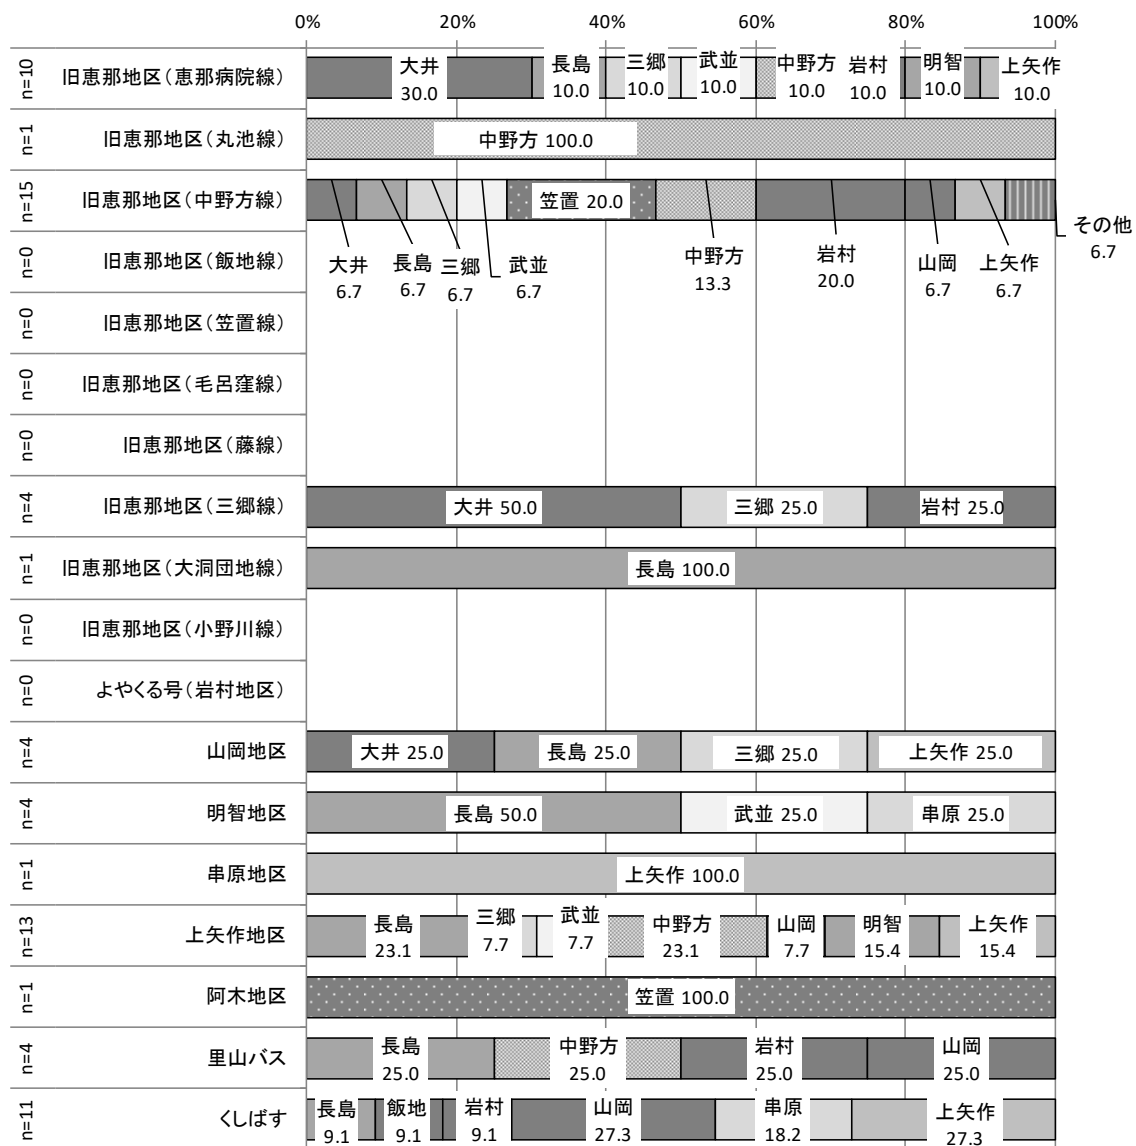 0% 20% 40% 60% 80% 100%
n=10 旧恵那地区（恵那病院線） 大井 30.0 長島 10.0 三郷 10.0 武並 10.0 中野方 10.0 岩村 10.0 明智 10.0 上矢作 10.0
n=1 旧恵那地区（丸池線） 中野方 100.0
n=15 旧恵那地区（中野方線） 大井 6.7 長島 6.7 三郷 6.7 武並 6.7 笠置 20.0 中野方 13.3 岩村 20.0 山岡 6.7 上矢作 6.7 その他 6.7
n=0 旧恵那地区（飯地線）
n=0 旧恵那地区（笠置線）
n=0 旧恵那地区（毛呂窪線）
n=0 旧恵那地区（藤線）
n=4 旧恵那地区（三郷線） 大井 50.0 三郷 25.0 岩村 25.0
n=1 旧恵那地区（大洞団地線） 長島 100.0
n=0 旧恵那地区（小野川線）
n=0 よやくる号（岩村地区）
n=4 山岡地区 大井 25.0 長島 25.0 三郷 25.0 上矢作 25.0
n=4 明智地区 長島 50.0 武並 25.0 串原 25.0
n=1 串原地区 上矢作 100.0
n=13 上矢作地区 長島 23.1 三郷 7.7 武並 7.7 中野方 23.1 山岡 7.7 明智 15.4 上矢作 15.4
n=1 阿木地区 笠置 100.0
n=4 里山バス 長島 25.0 中野方 25.0 岩村 25.0 山岡 25.0
n=11 くしばす 長島 9.1 飯地 9.1 岩村 9.1 山岡 27.3 串原 18.2 上矢作 27.3